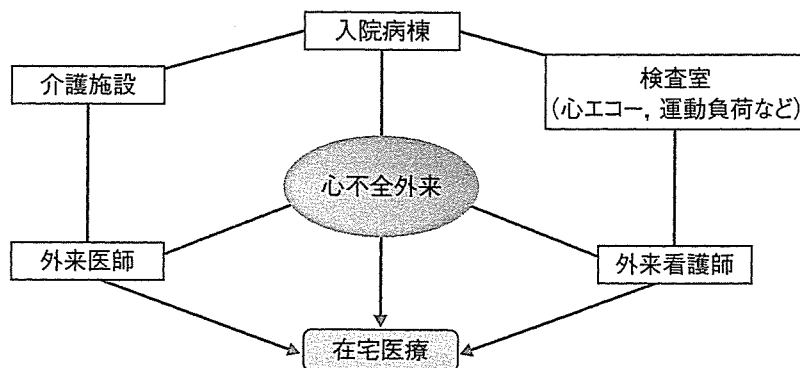 入院病棟
介護施設
検査室
(心エコー, 運動負荷など)
心不全外来
外来医師
外来看護師
在宅医療